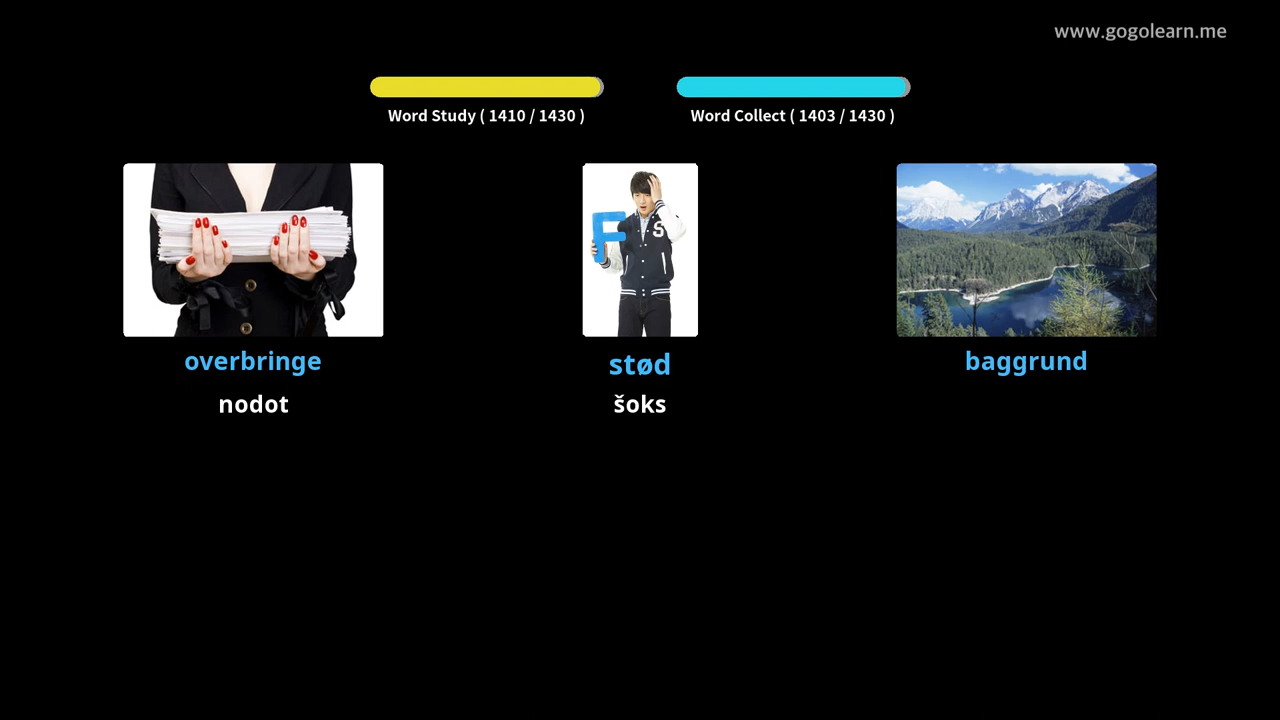 www.gogolearn.me
Word Study ( 1410 / 1430 )
Word Collect ( 1403 / 1430 )
F S
overbringe
stød
baggrund
nodot
šoks